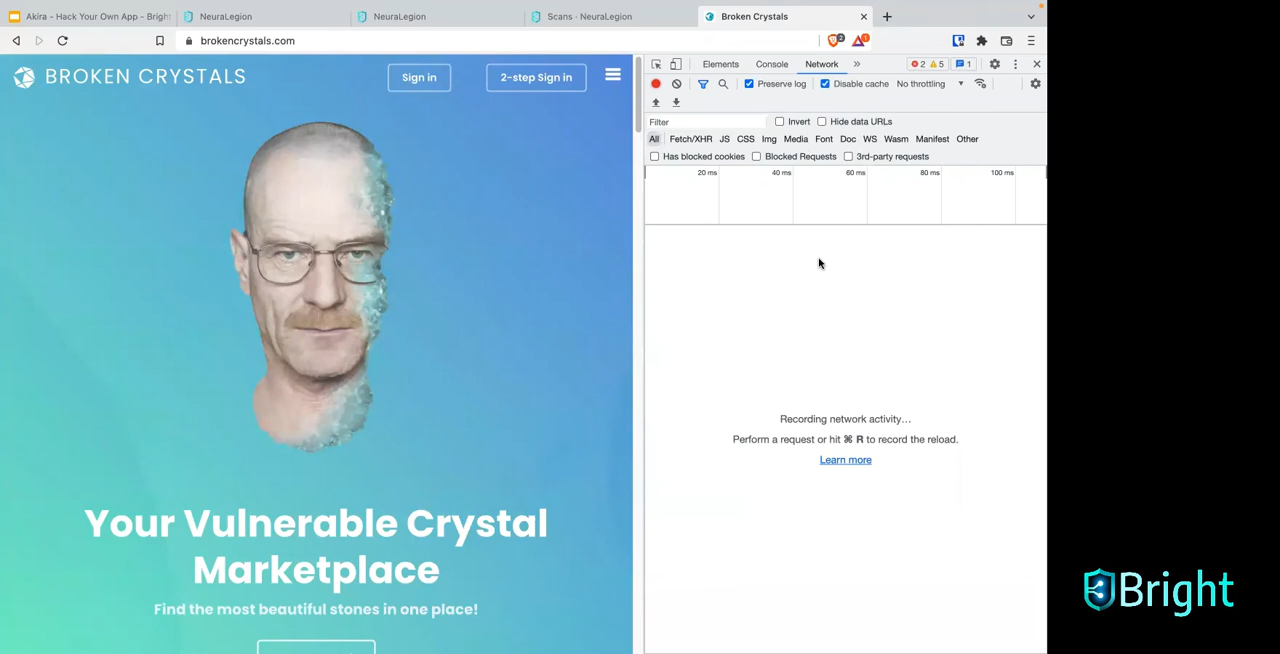 Akira - Hack Your Own App - Bright
NeuraLegion
NeuraLegion
Scans · NeuraLegion
Broken Crystals
brokencrystals.com
2
1
BROKEN CRYSTALS
Sign in
2-step Sign in
Elements
Console
Network
2
5
1
Preserve log
Disable cache
No throttling
Filter
Invert
Hide data URLs
All
Fetch/XHR
JS
CSS
Img
Media
Font
Doc
WS
Wasm
Manifest
Other
Has blocked cookies
Blocked Requests
3rd-party requests
20 ms
40 ms
60 ms
80 ms
100 ms
Recording network activity…
Perform a request or hit ⌘ R to record the reload.
Learn more
Your Vulnerable Crystal
Marketplace
Find the most beautiful stones in one place!
Bright